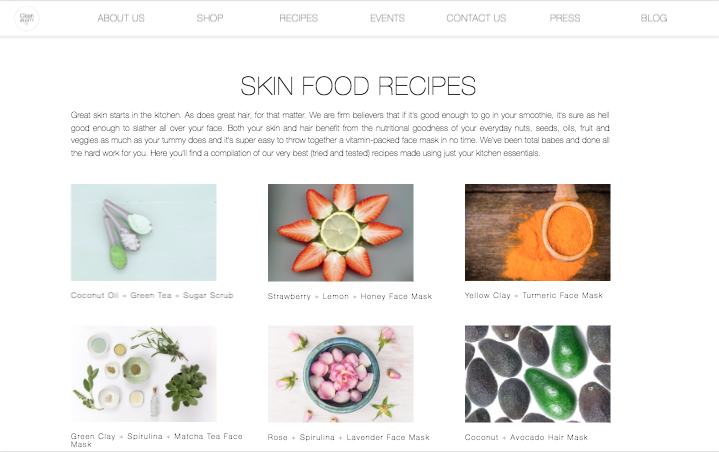 ABOUT US SHOP RECIPES EVENTS CONTACT US PRESS BLOG
SKIN FOOD RECIPES
Great skin starts in the kitchen. As does great hair, for that matter. We are firm believers that if it's good enough to go in your smoothie, it's sure as hell
good enough to slather all over your face. Both your skin and hair benefit from the nutritional goodness of your everyday nuts, seeds, oils, fruit and
veggies as much as your tummy does and it's super easy to throw together a vitamin-packed face mask in no time. We've been total babes and done all
the hard work for you. Here you'll find a compilation of our very best (tried and tested) recipes made using just your kitchen essentials.
Coconut Oil + Green Tea + Sugar Scrub
Strawberry + Lemon + Honey Face Mask
Yellow Clay + Turmeric Face Mask
Green Clay + Spirulina + Matcha Tea Face
Mask
Rose + Spirulina + Lavender Face Mask
Coconut + Avocado Hair Mask